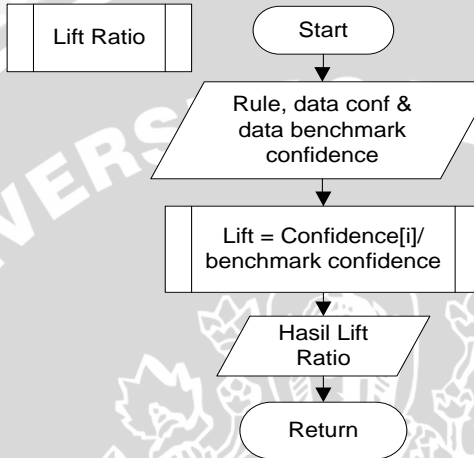 Lift Ratio
Start
Rule, data conf &
data benchmark
confidence
Lift = Confidence[i]/
benchmark confidence
Hasil Lift
Ratio
Return